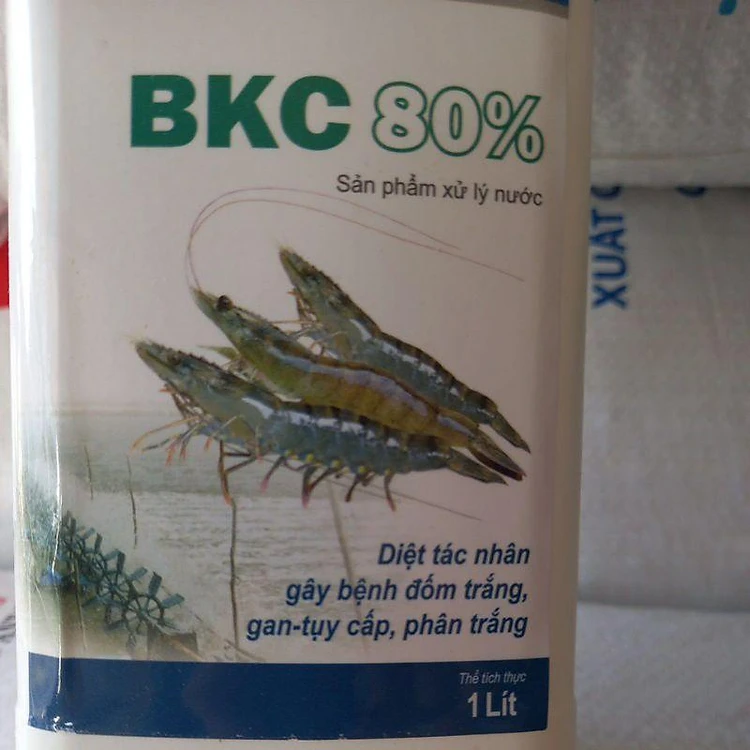 BKC 80%
Sản phẩm xử lý nước
XUẤT
Diệt tác nhân
gây bệnh đốm trắng,
gan-tụy cấp, phân trắng
Thể tích thực
1 Lít